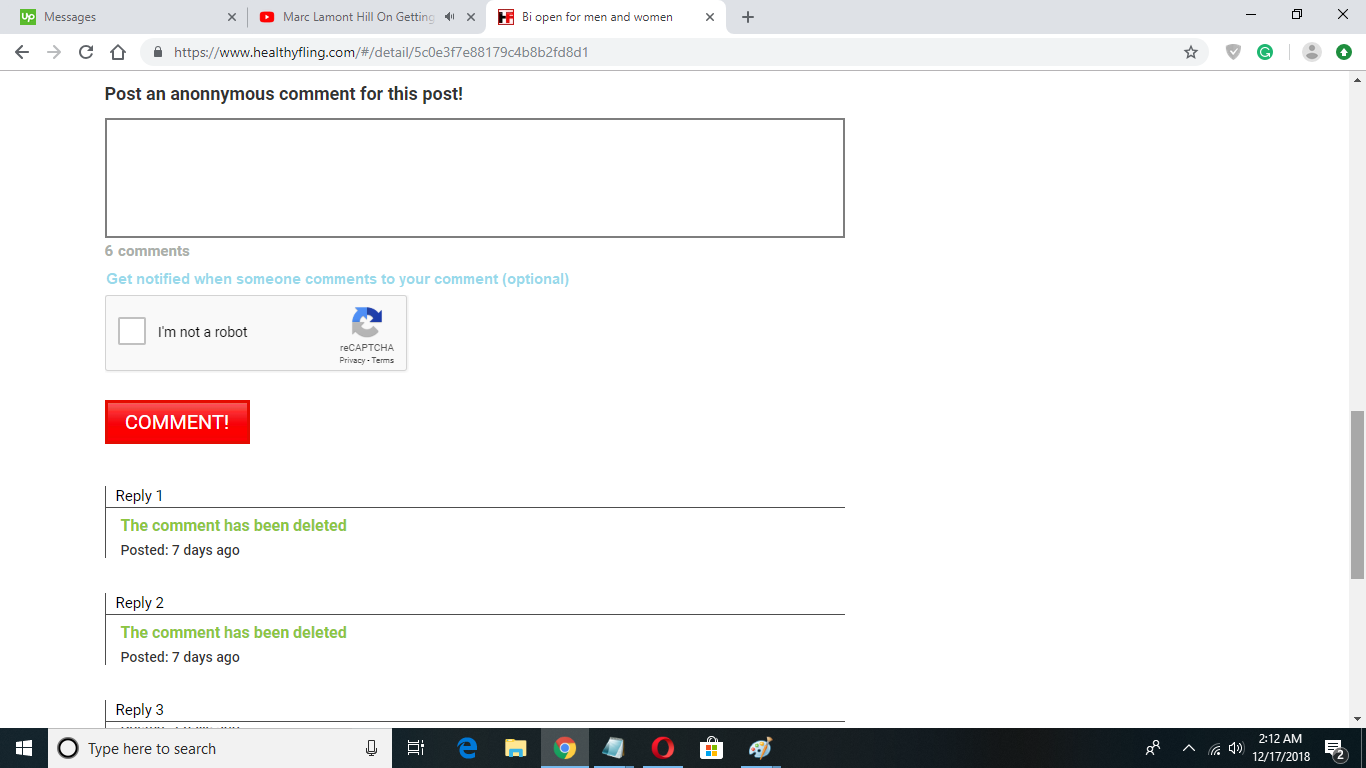 Up Messages
Marc Lamont Hill On Getting
HF Bi open for men and women
https://www.healthyfling.com/#/detail/5c0e3f7e88179c4b8b2fd8d1
Post an anonnymous comment for this post!
6 comments
Get notified when someone comments to your comment (optional)
I'm not a robot
reCAPTCHA
Privacy - Terms
COMMENT!
Reply 1
The comment has been deleted
Posted: 7 days ago
Reply 2
The comment has been deleted
Posted: 7 days ago
Reply 3
Type here to search
2:12 AM
12/17/2018
2